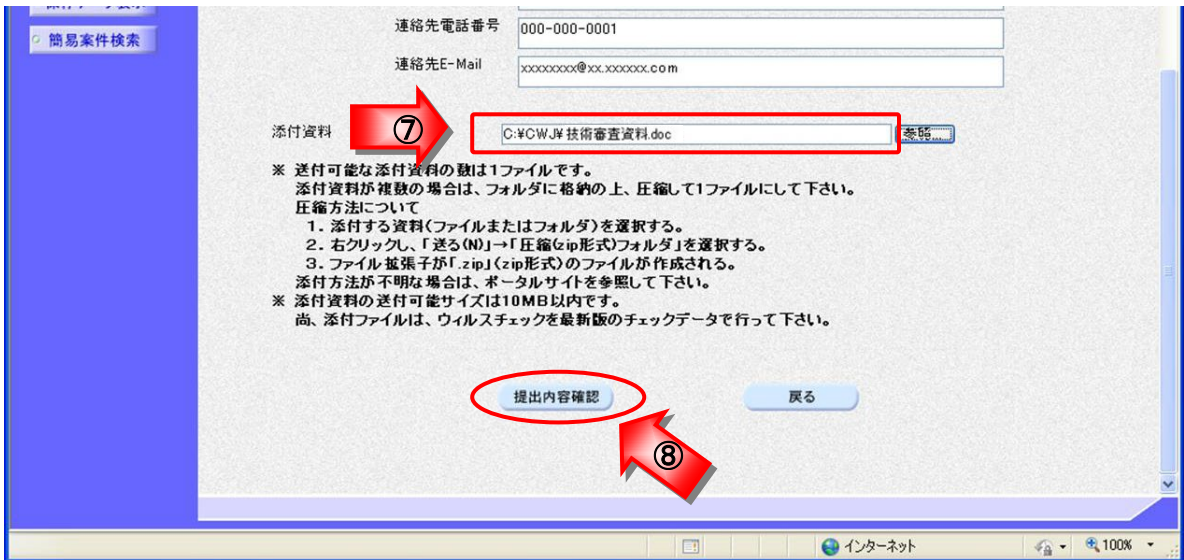 簡易案件検索
連絡先電話番号 000-000-0001
連絡先E-Mail xxxxxxxx@xx.xxxxxx.com
添付資料 ⑦ C:¥CWJ¥技術審査資料.doc 参照...
※ 送付可能な添付資料の数は1ファイルです。
添付資料が複数の場合は、フォルダに格納の上、圧縮して1ファイルにして下さい。
圧縮方法について
1. 添付する資料(ファイルまたはフォルダ)を選択する。
2. 右クリックし、「送る(N)」→「圧縮(zip形式)フォルダ」を選択する。
3. ファイル拡張子が「.zip」(zip形式)のファイルが作成される。
添付方法が不明な場合は、ポータルサイトを参照して下さい。
※ 添付資料の送付可能サイズは10MB以内です。
尚、添付ファイルは、ウィルスチェックを最新版のチェックデータで行って下さい。
提出内容確認 戻る
⑧
インターネット 100%